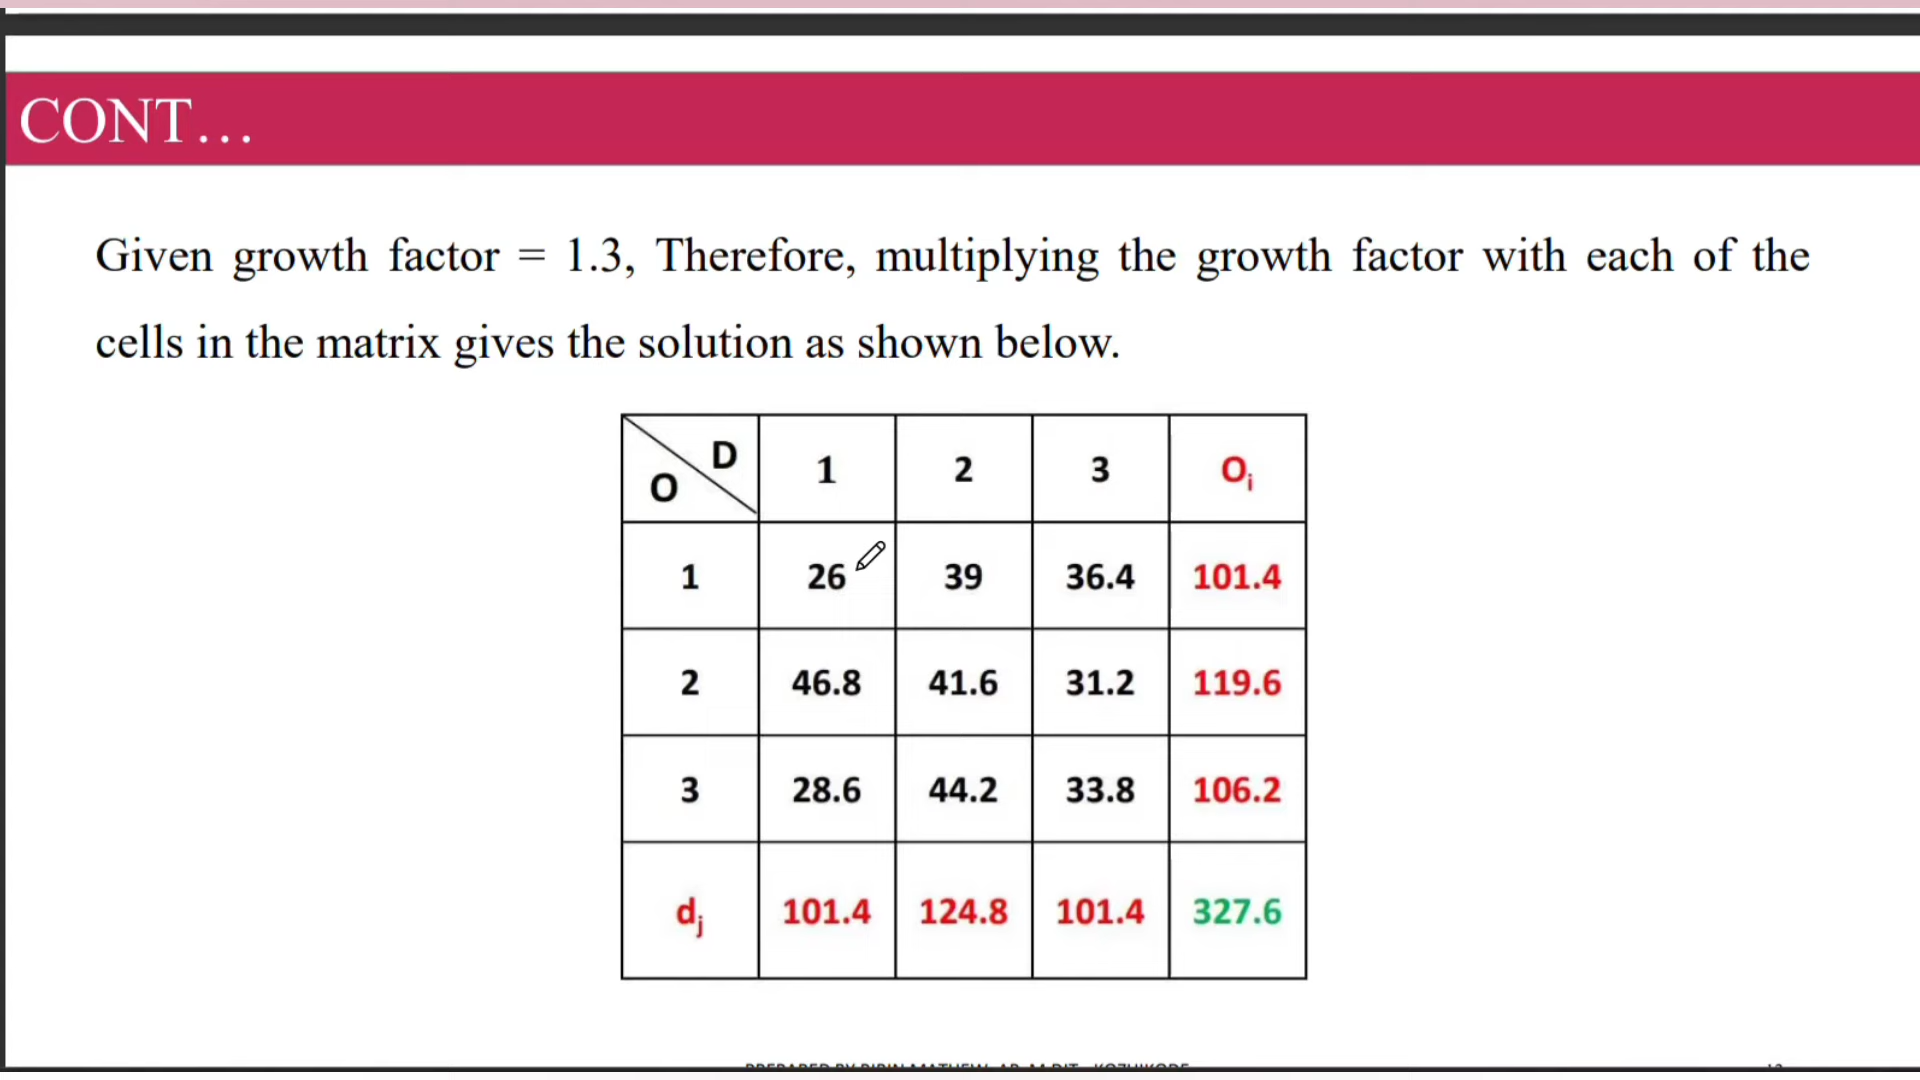 CONT...
Given growth factor = 1.3, Therefore, multiplying the growth factor with each of the
cells in the matrix gives the solution as shown below.
O D 1 2 3 Oi
1 26 39 36.4 101.4
2 46.8 41.6 31.2 119.6
3 28.6 44.2 33.8 106.2
dj 101.4 124.8 101.4 327.6